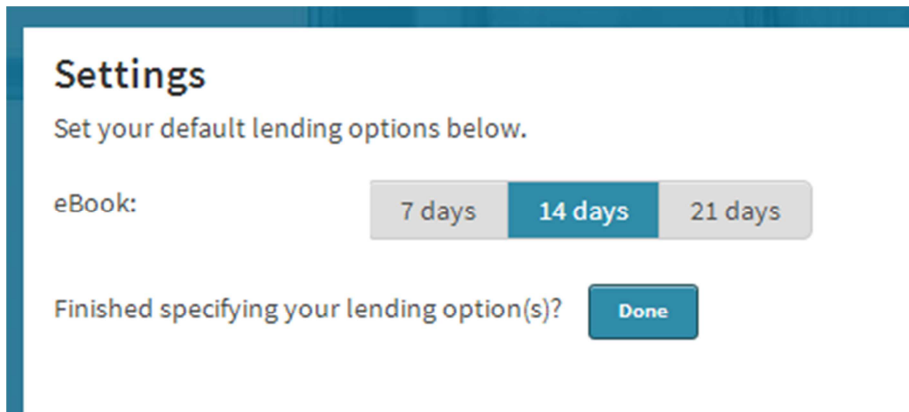 Settings
Set your default lending options below.
eBook: 7 days 14 days 21 days
Finished specifying your lending option(s)? Done